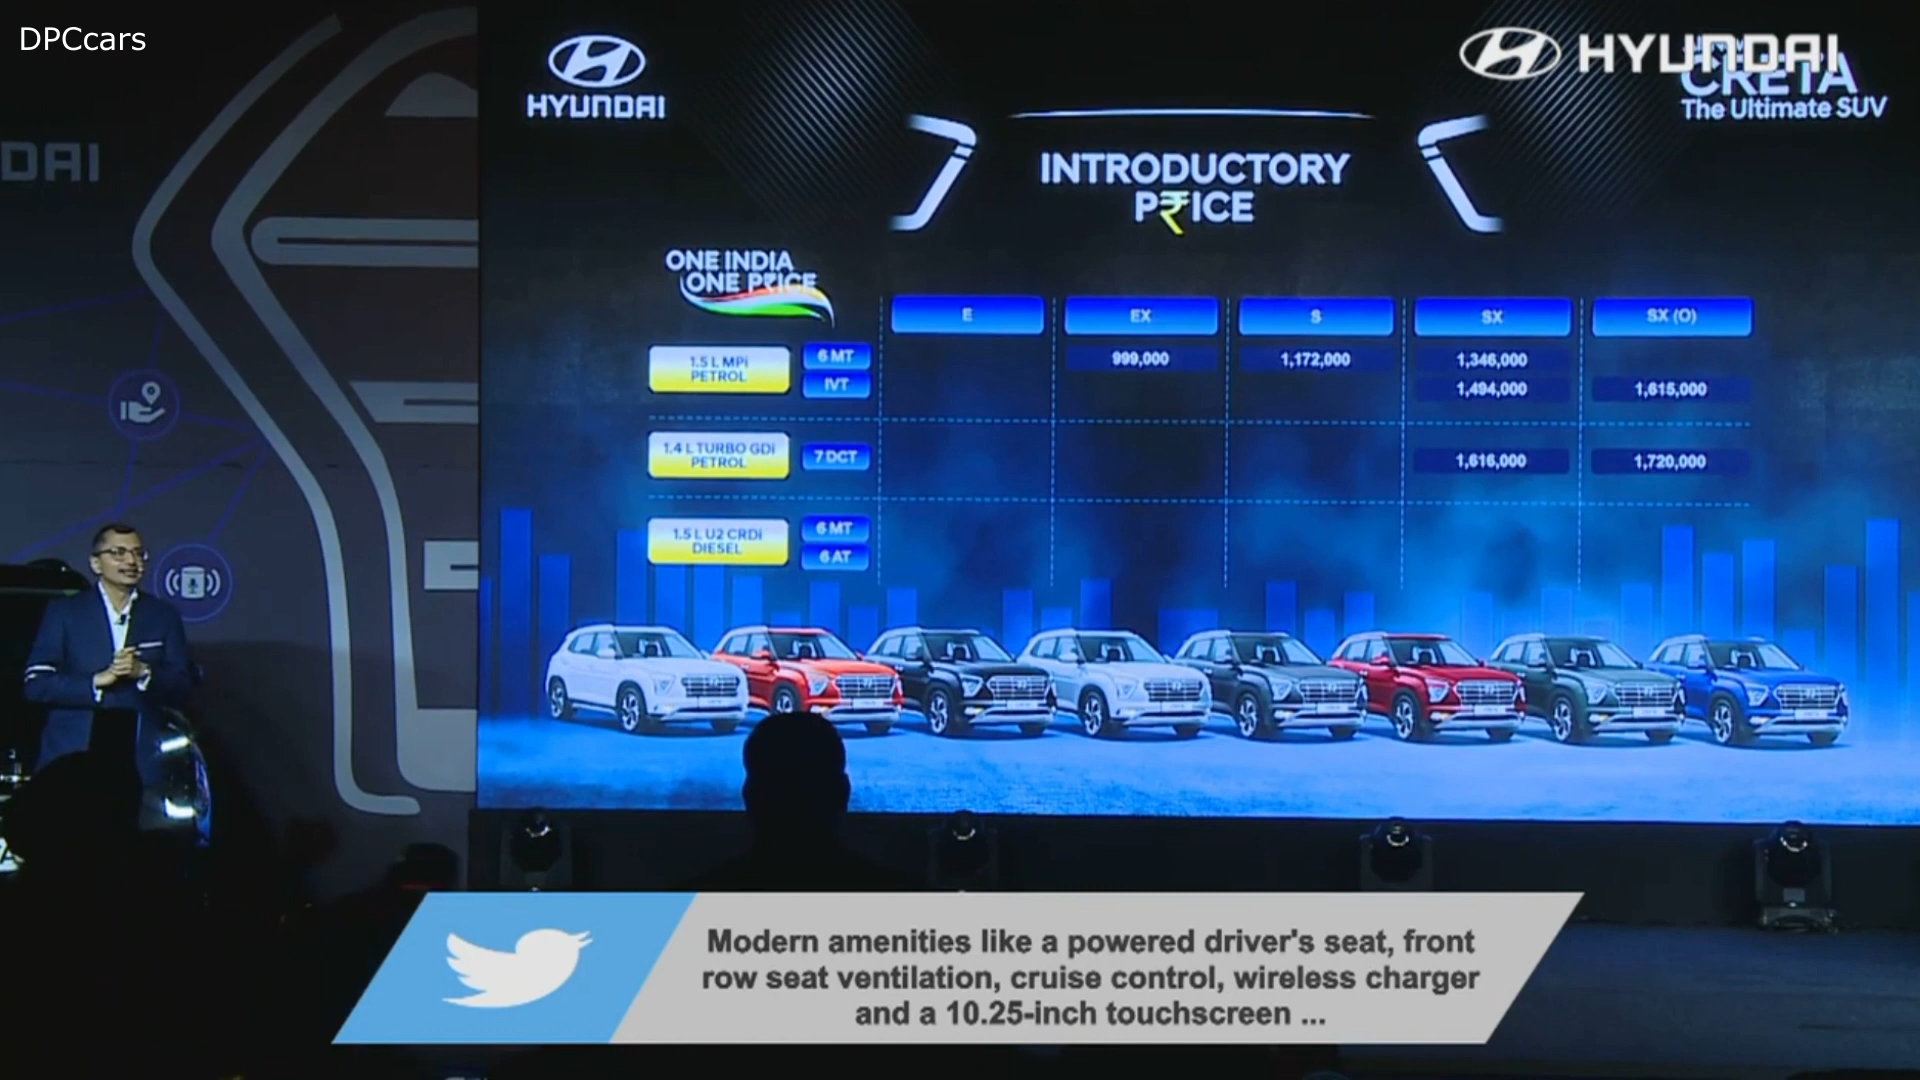 DPCcars
HYUNDAI
HYUNDAI
CRETA
The Ultimate SUV
DAI
INTRODUCTORY
P₹ICE
ONE INDIA
ONE P₹ICE
E
EX
S
SX
SX (O)
1.5 L MPi
PETROL
6 MT
IVT
999,000
1,172,000
1,346,000
1,494,000
1,615,000
1.4 L TURBO GDi
PETROL
7 DCT
1,616,000
1,720,000
1.5 L U2 CRDi
DIESEL
6 MT
6 AT
Modern amenities like a powered driver's seat, front
row seat ventilation, cruise control, wireless charger
and a 10.25-inch touchscreen ...